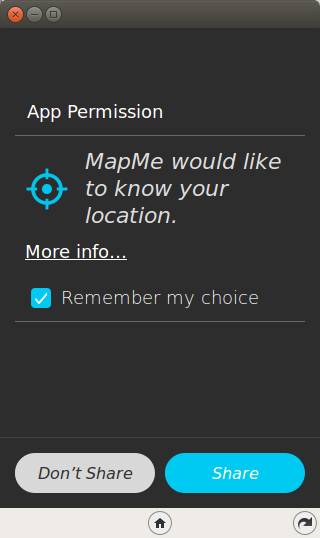 App Permission
MapMe would like
to know your
location.
More info...
Remember my choice
Don't Share
Share